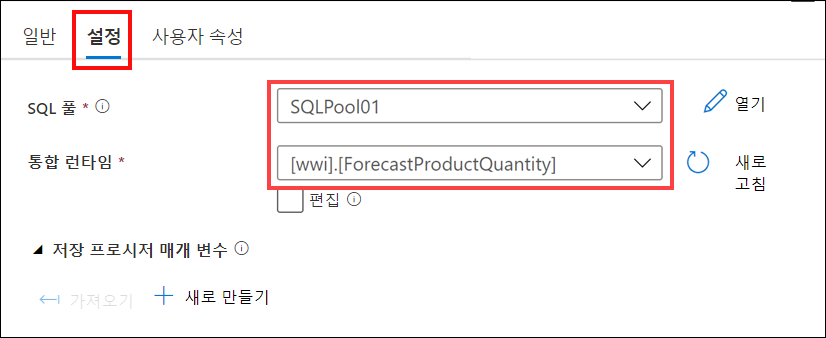 일반 설정 사용자 속성
SQL 풀 * SQLPool01 열기
통합 런타임 * [wwi].[ForecastProductQuantity] 새로
고침
편집
저장 프로시저 매개 변수
가져오기 새로 만들기